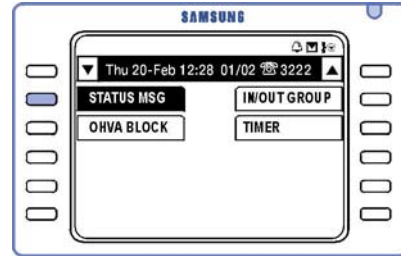 SAMSUNG
Thu 20-Feb 12:28 01/02 ☏3222
STATUS MSG IN/OUT GROUP
OHVA BLOCK TIMER